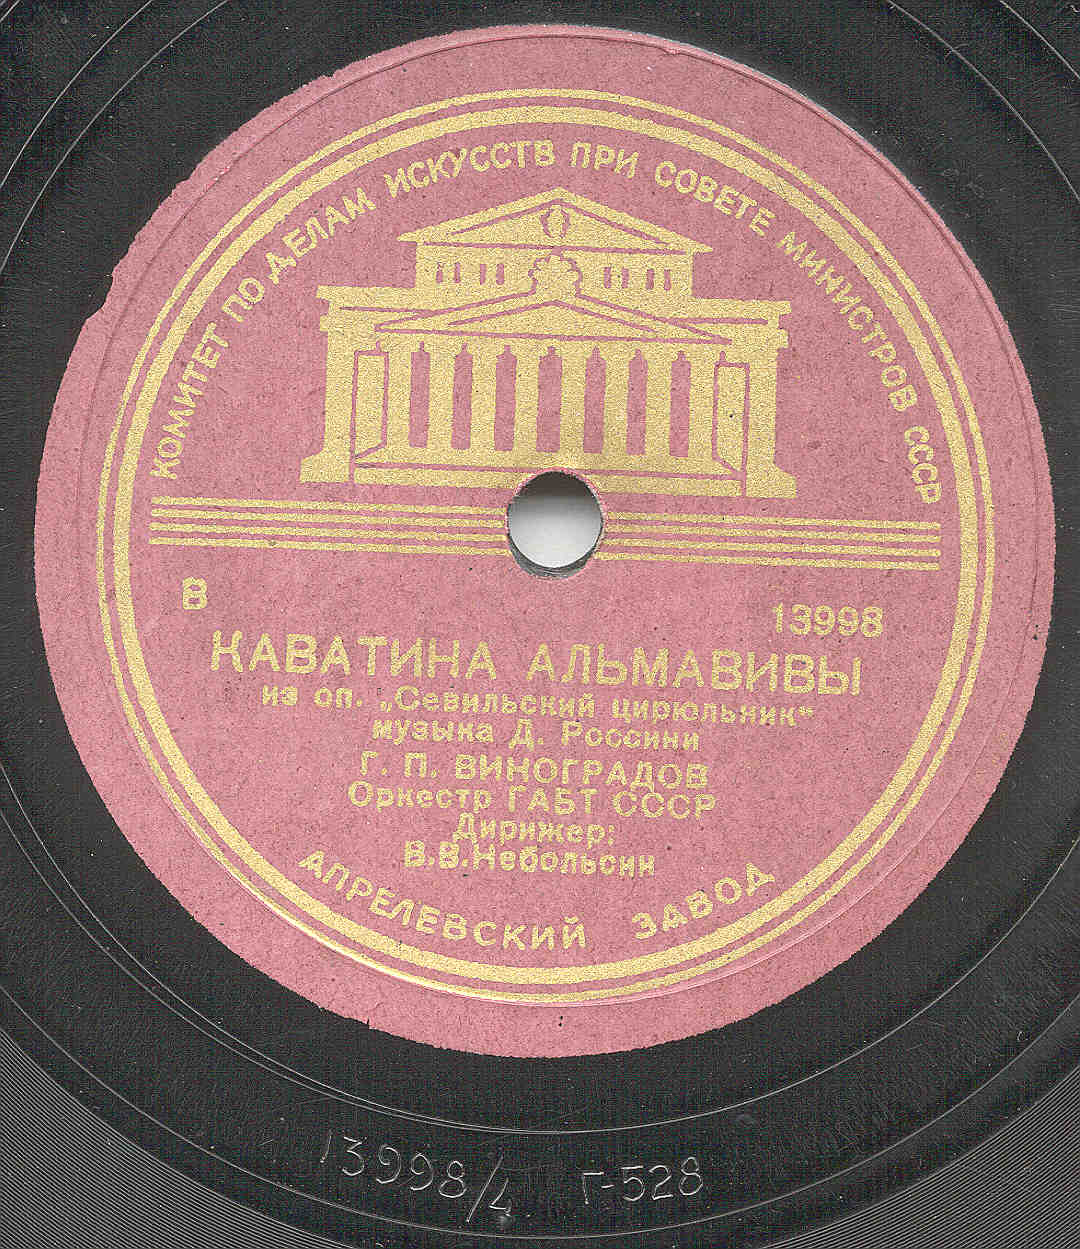 КОМИТЕТ ПО ДЕЛАМ ИСКУССТВ ПРИ СОВЕТЕ МИНИСТРОВ СССР
В
13998
КАВАТИНА АЛЬМАВИВЫ
из оп. „Севильский цирюльник“
музыка Д. Россини
Г. П. ВИНОГРАДОВ
Оркестр ГАБТ СССР
Дирижер:
В.В.Небольсин
АПРЕЛЕВСКИЙ ЗАВОД
13998/4 Г-528